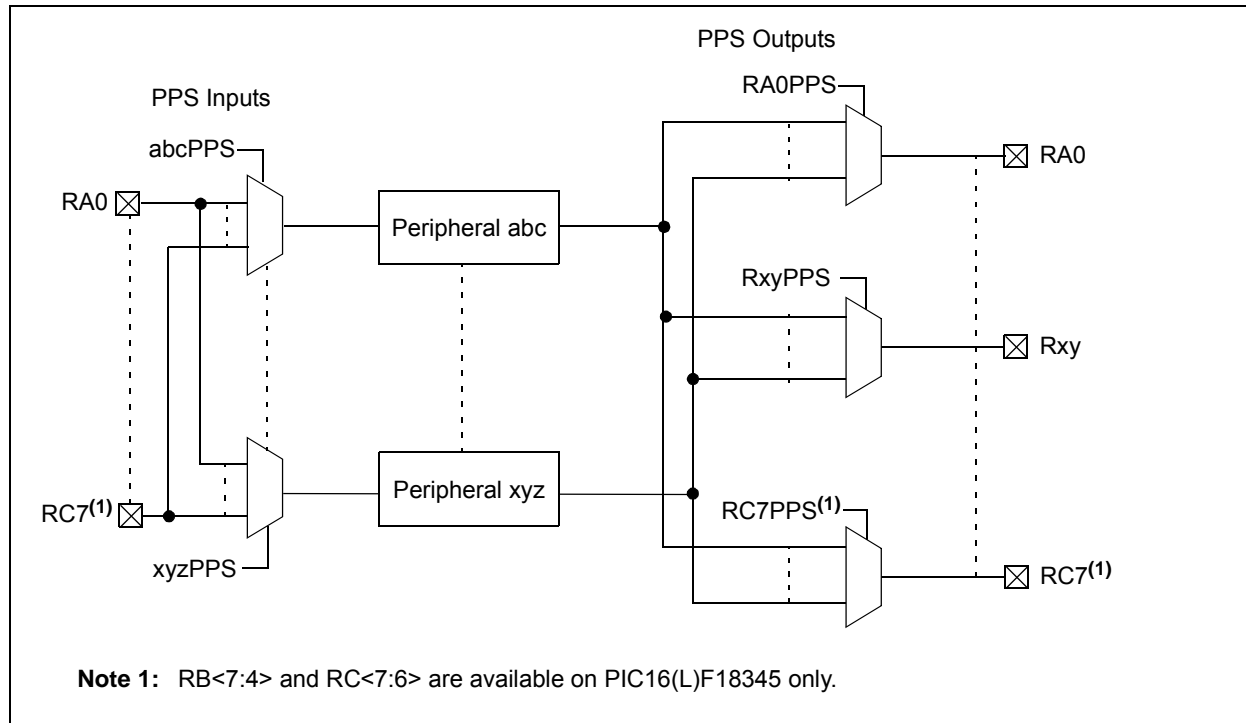 PPS Outputs
RA0PPS
PPS Inputs
abcPPS
RA0
RA0
Peripheral abc
RxyPPS
Rxy
Peripheral xyz
RC7(1)
RC7PPS(1)
xyzPPS
RC7(1)
Note 1: RB<7:4> and RC<7:6> are available on PIC16(L)F18345 only.